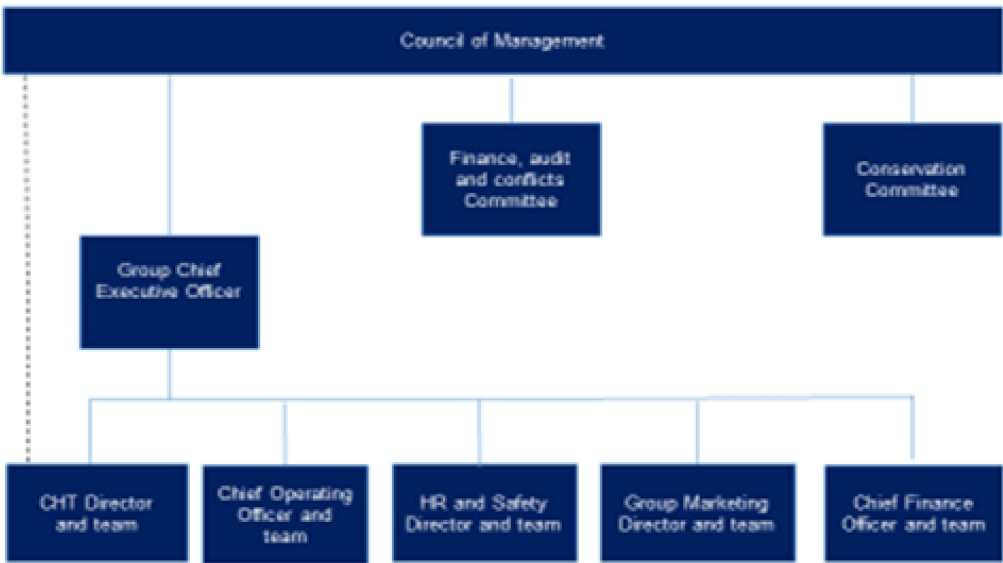 Council of Management
Finance, audit
and conflicts
Committee
Conservation
Committee
Group Chief
Executive Officer
CHT Director
and team
Chief Operating
Officer and
team
HR and Safety
Director and team
Group Marketing
Director and team
Chief Finance
Officer and team